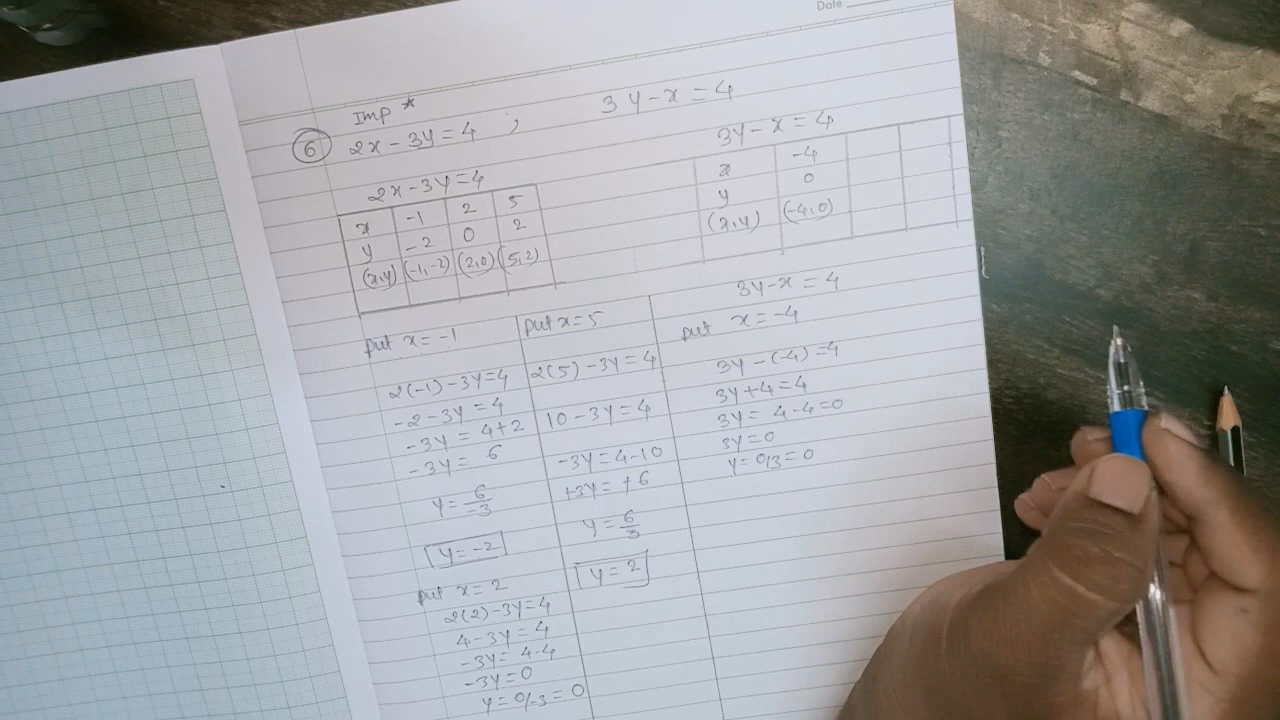 Date
Imp *
6 2x - 3y = 4 ; 3y - x = 4
2x - 3y = 4
x -1 2 5
y -2 0 2
(x,y) (-1,-2) (2,0) (5,2)
3y - x = 4
x -4
y 0
(x,y) (-4,0)
put x = -1
2(-1) - 3y = 4
-2 - 3y = 4
-3y = 4+2
-3y = 6
y = 6/-3
y = -2
put x = 2
2(2) - 3y = 4
4 - 3y = 4
-3y = 4-4
-3y = 0
y = 0/-3 = 0
put x = 5
2(5) - 3y = 4
10 - 3y = 4
-3y = 4-10
+3y = +6
y = 6/3
y = 2
3y - x = 4
put x = -4
3y - (-4) = 4
3y + 4 = 4
3y = 4-4 = 0
3y = 0
y = 0/3 = 0